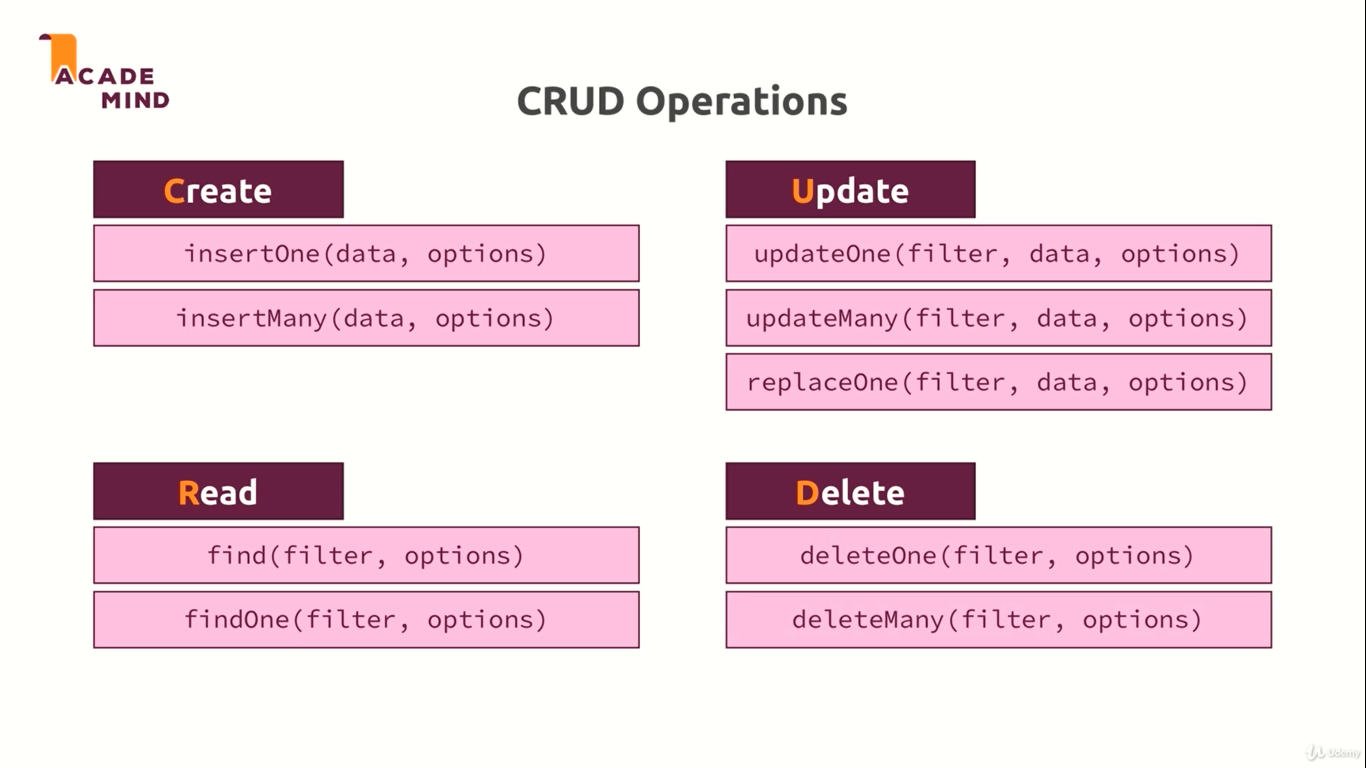 ACADE
MIND
CRUD Operations
Create
insertOne(data, options)
insertMany(data, options)
Update
updateOne(filter, data, options)
updateMany(filter, data, options)
replaceOne(filter, data, options)
Read
find(filter, options)
findOne(filter, options)
Delete
deleteOne(filter, options)
deleteMany(filter, options)
Udemy